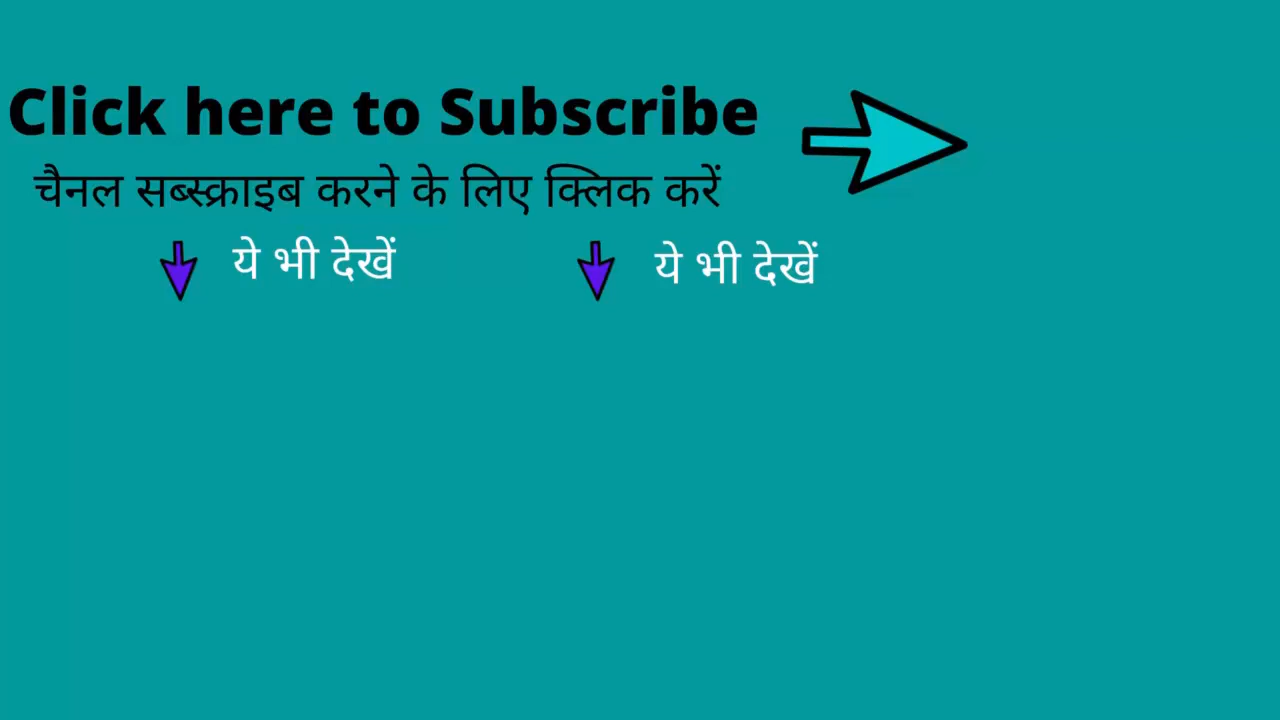 Click here to Subscribe
चैनल सब्स्क्राइब करने के लिए क्लिक करें
ये भी देखें
ये भी देखें